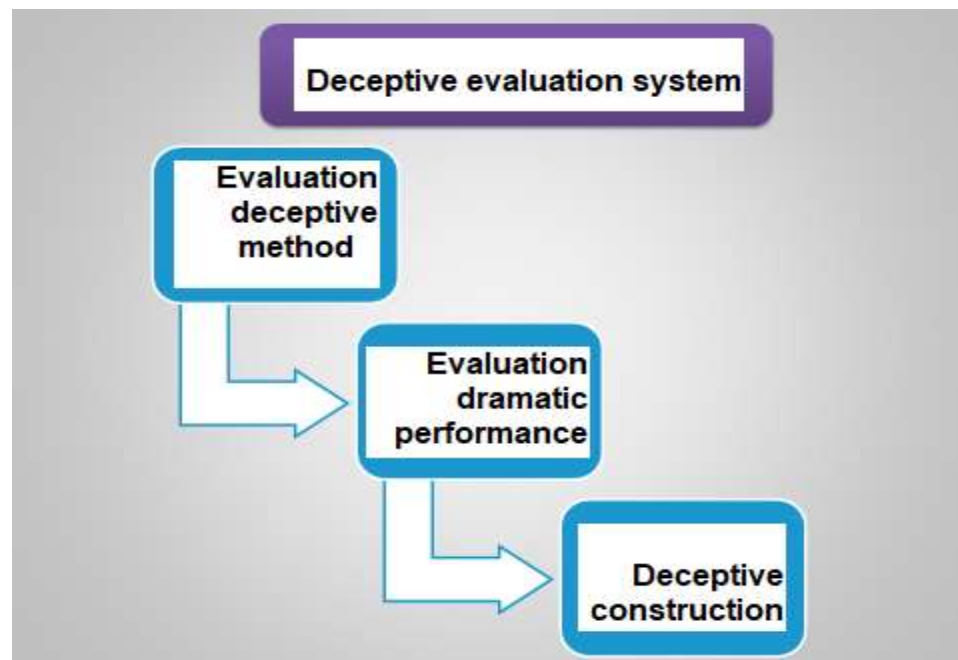 Deceptive evaluation system
Evaluation
deceptive
method
Evaluation
dramatic
performance
Deceptive
construction